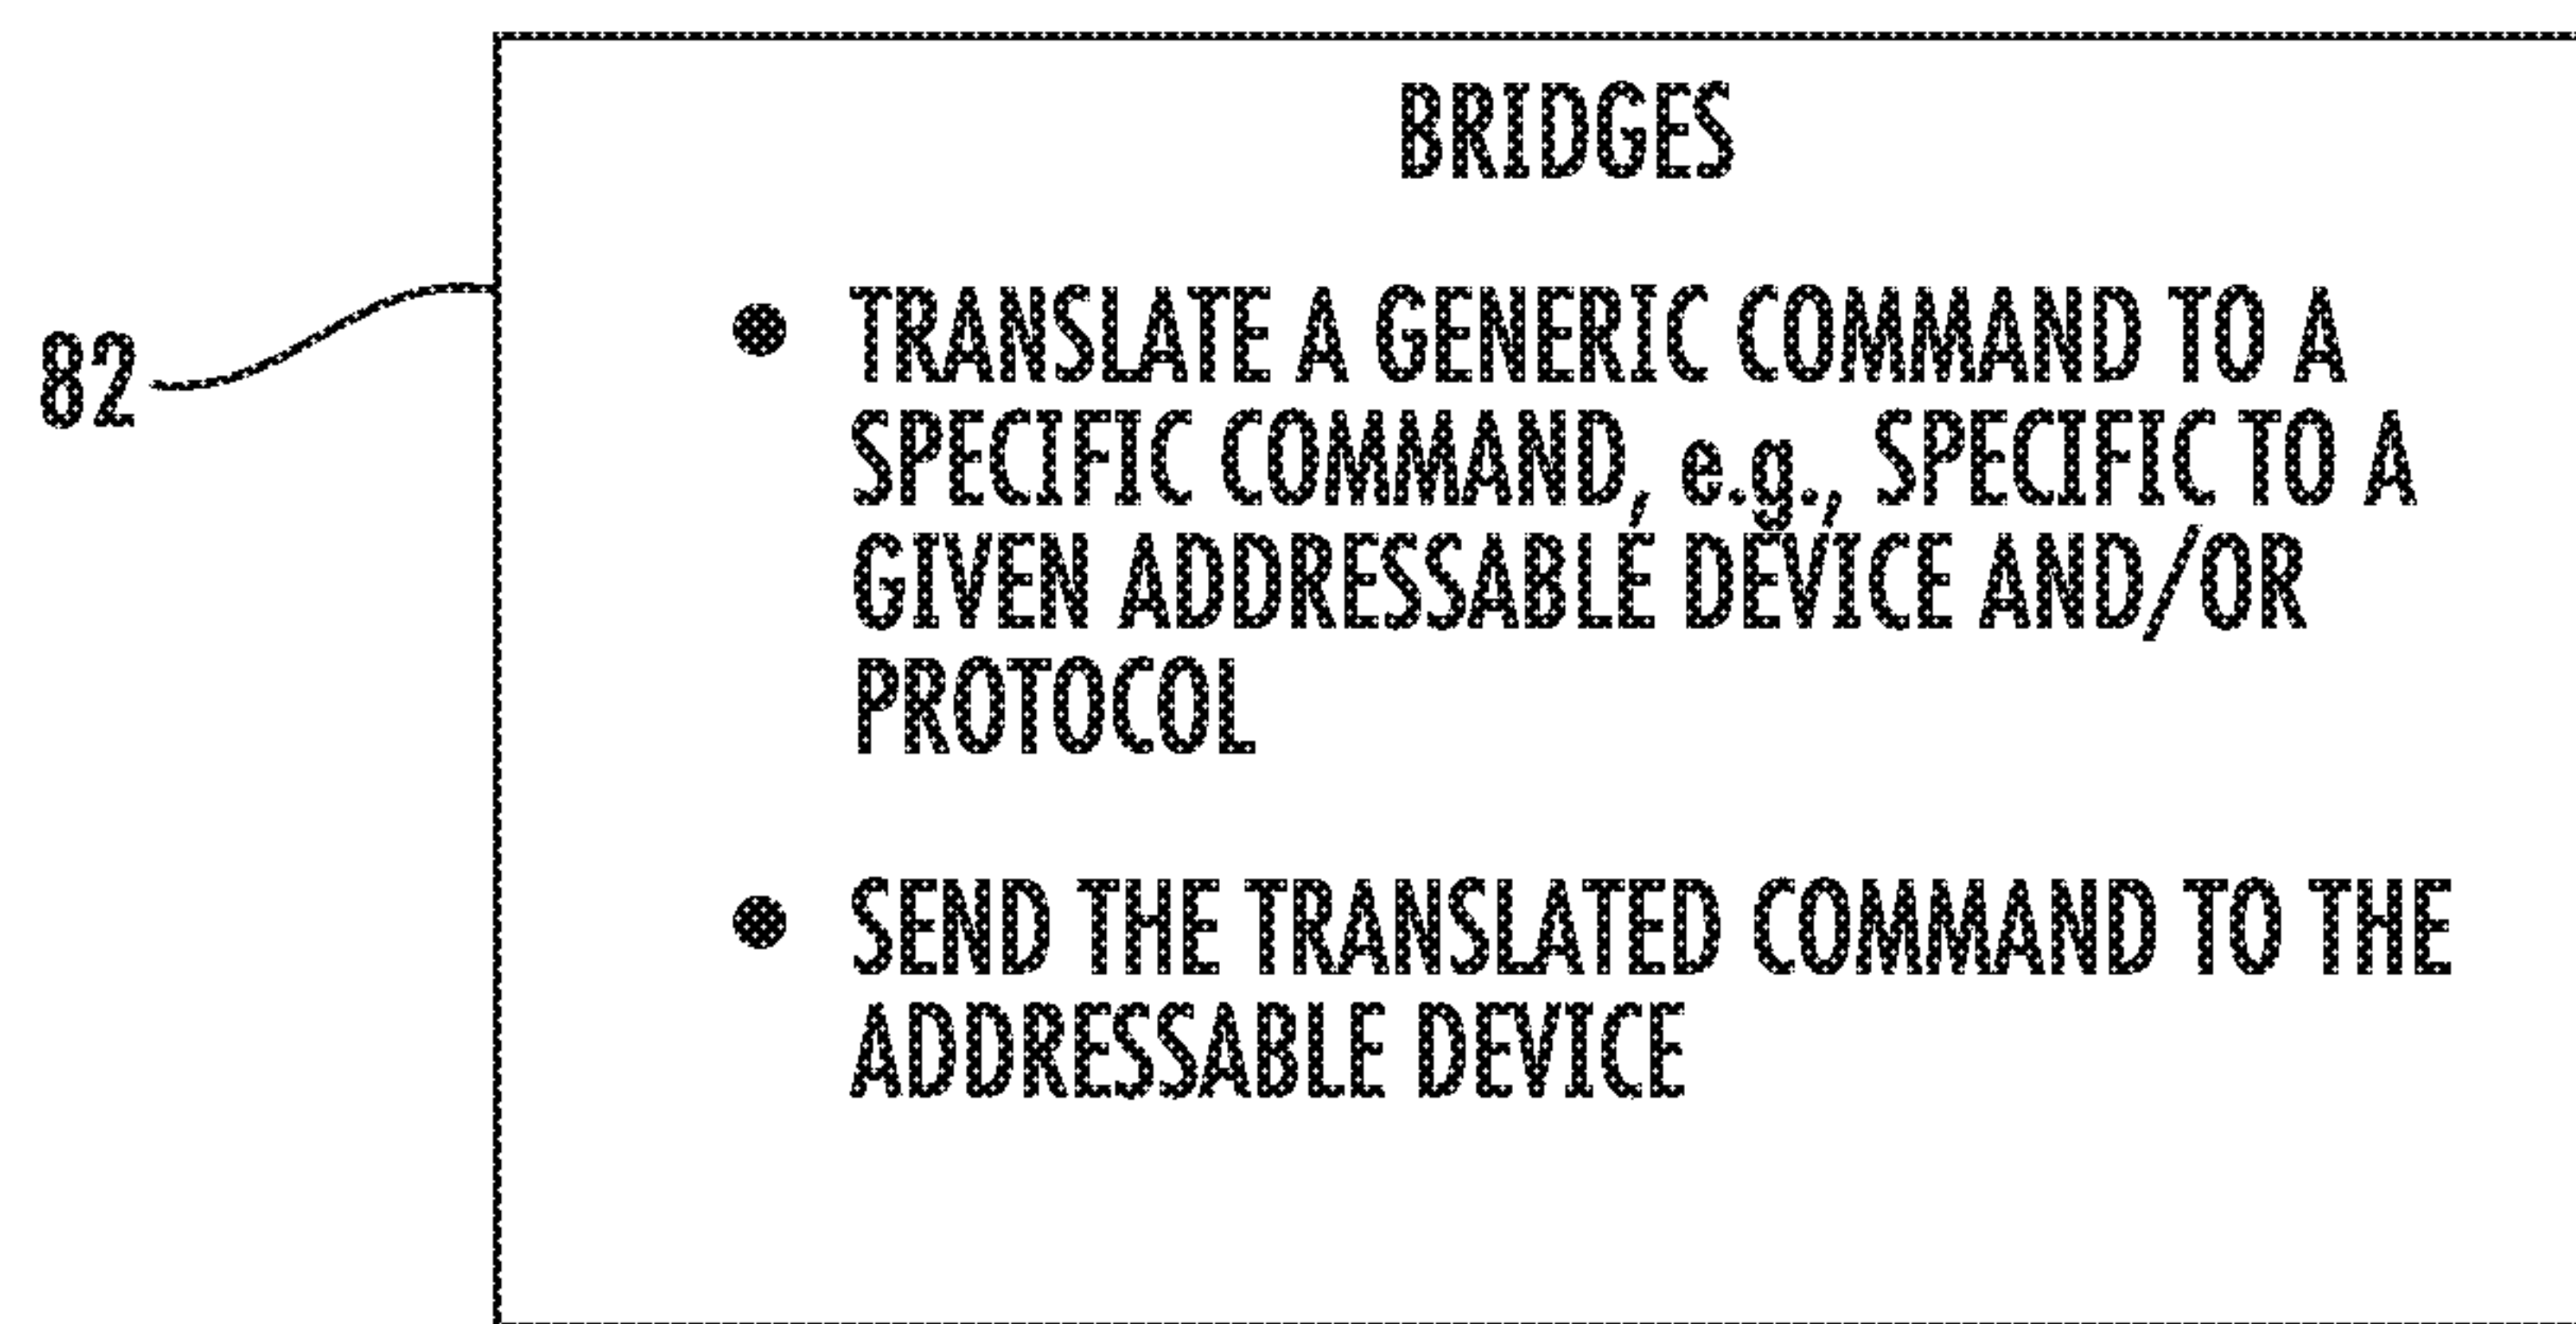 BRIDGES
• TRANSLATE A GENERIC COMMAND TO A
SPECIFIC COMMAND, e.g., SPECIFIC TO A
GIVEN ADDRESSABLE DEVICE AND/OR
PROTOCOL
82
• SEND THE TRANSLATED COMMAND TO THE
ADDRESSABLE DEVICE